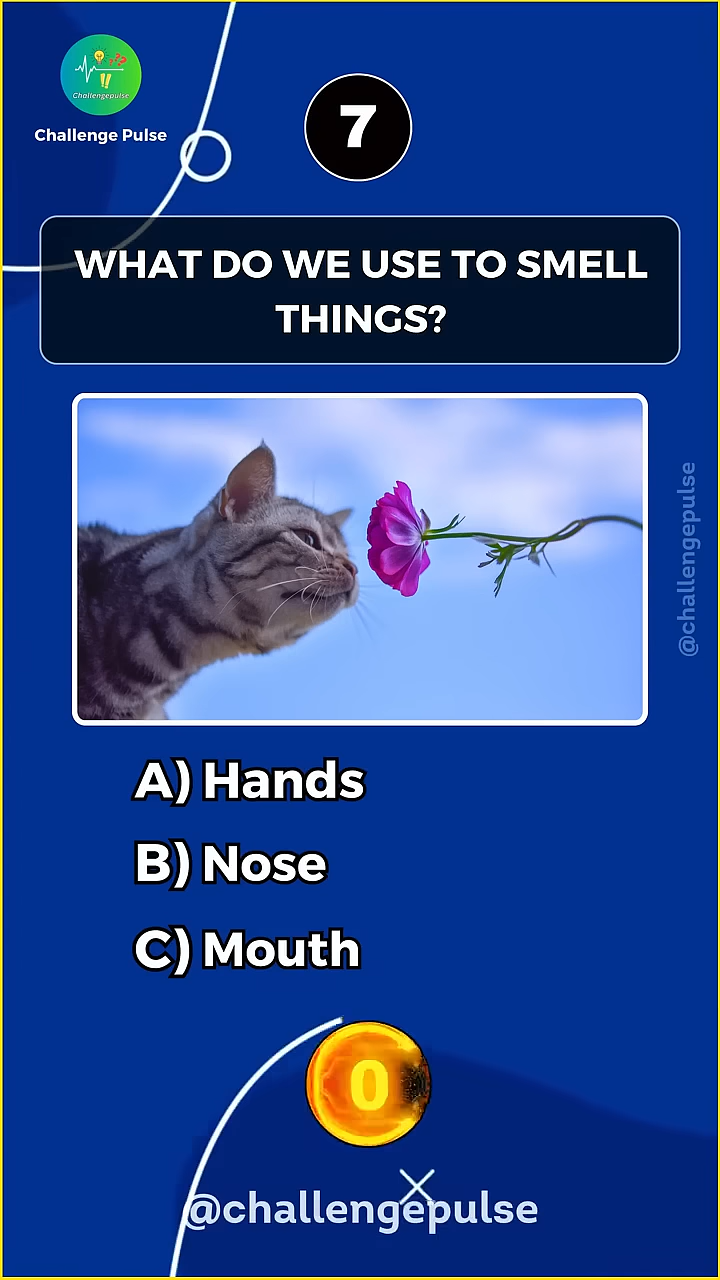 Challengepulse
Challenge Pulse
7
WHAT DO WE USE TO SMELL
THINGS?
@challengepulse
A) Hands
B) Nose
C) Mouth
0
@challengepulse